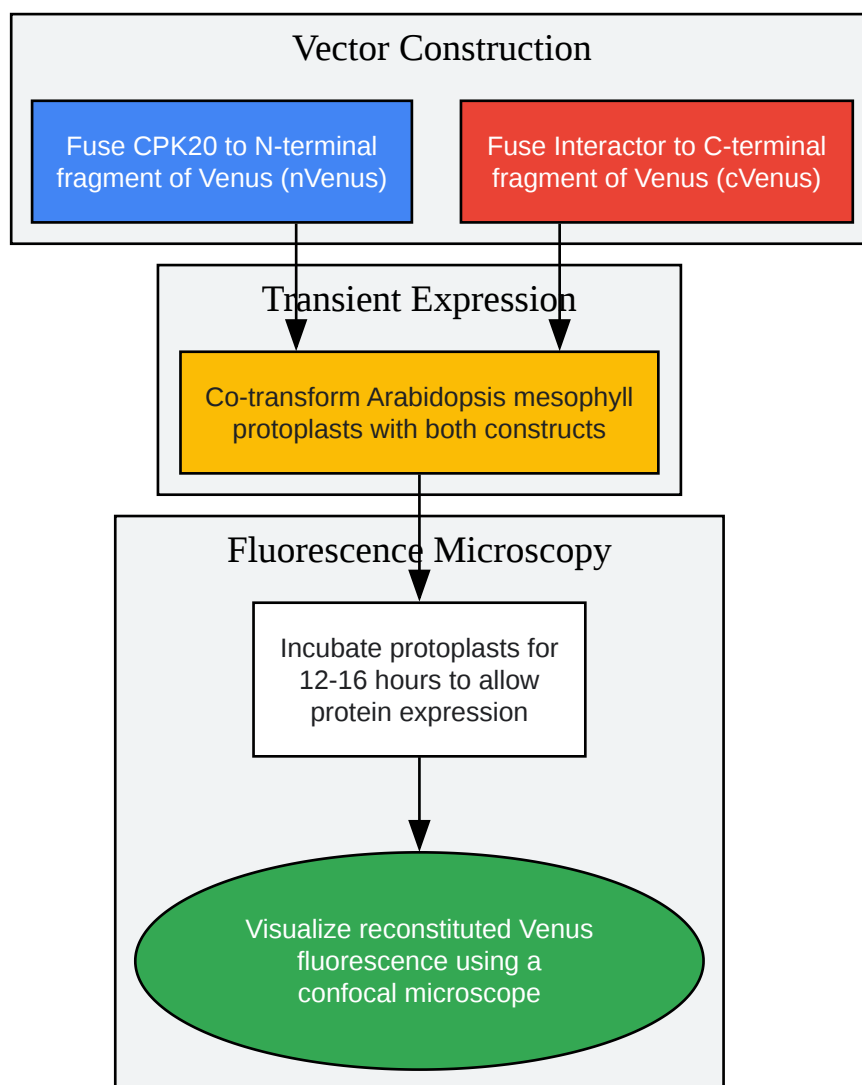 Vector Construction
Fuse CPK20 to N-terminal
fragment of Venus (nVenus)
Fuse Interactor to C-terminal
fragment of Venus (cVenus)
Transient Expression
Co-transform Arabidopsis mesophyll
protoplasts with both constructs
Fluorescence Microscopy
Incubate protoplasts for
12-16 hours to allow
protein expression
Visualize reconstituted Venus
fluorescence using a
confocal microscope